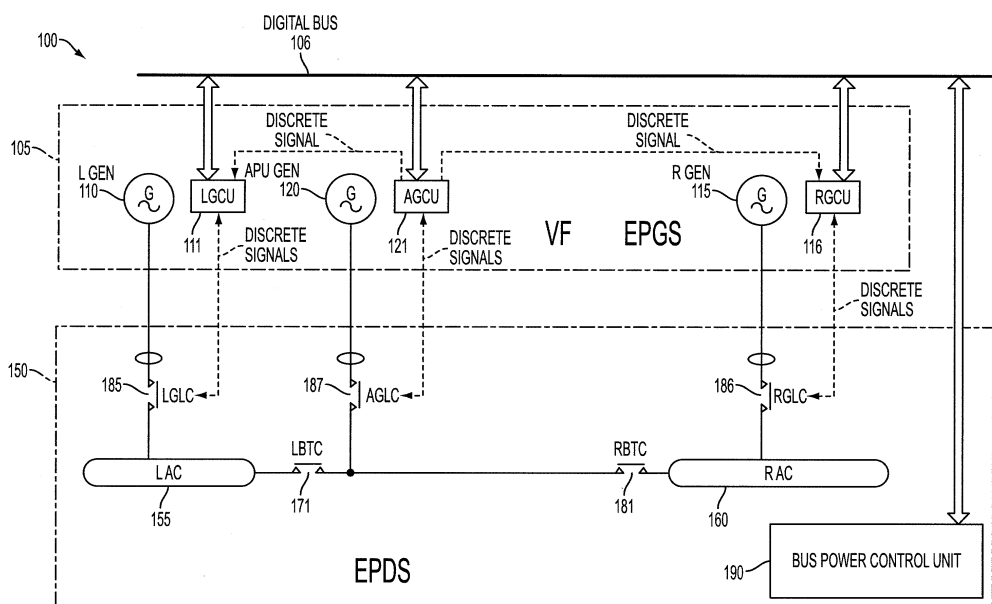 DIGITAL BUS
106
100
105
DISCRETE
SIGNAL
DISCRETE
SIGNAL
L GEN
110
G
LGCU
111
APU GEN
120
G
AGCU
121
R GEN
115
G
RGCU
116
DISCRETE
SIGNALS
DISCRETE
SIGNALS
VF EPGS
DISCRETE
SIGNALS
150
185
LGLC
187
AGLC
186
RGLC
LBTC
171
RBTC
181
L AC
155
R AC
160
EPDS
190
BUS POWER CONTROL UNIT